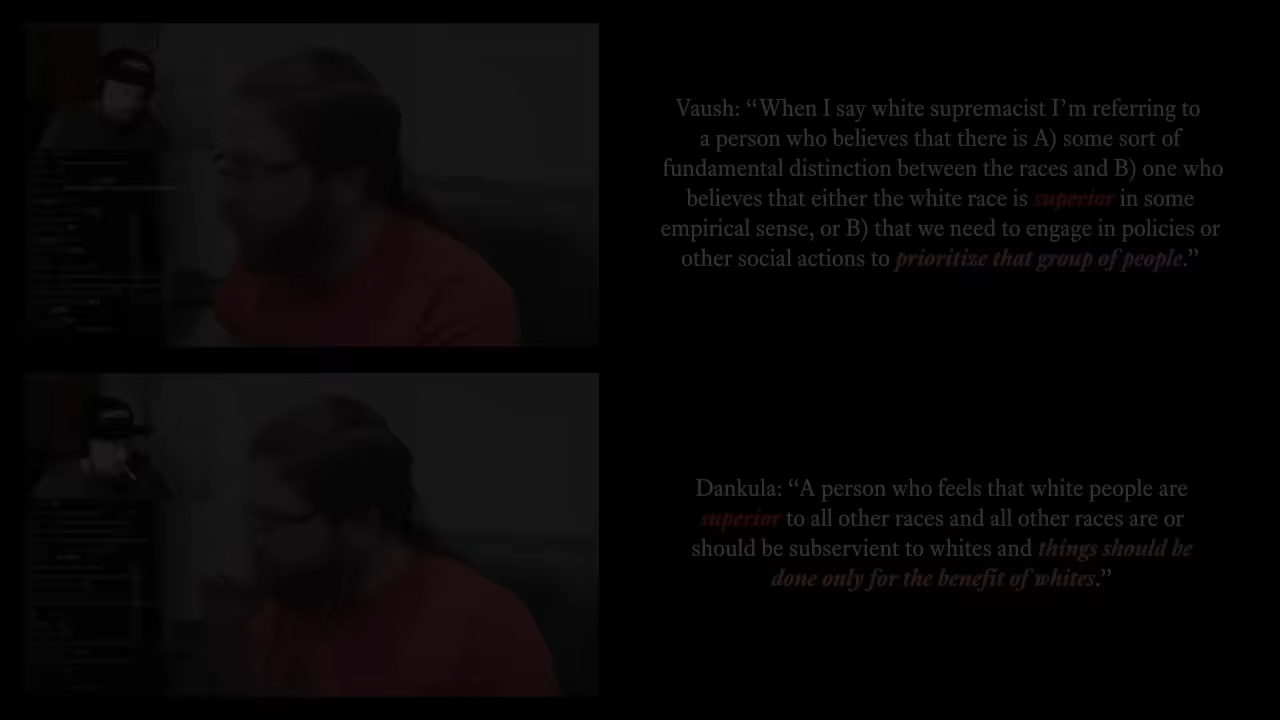 Vaush: “When I say white supremacist I’m referring to
a person who believes that there is A) some sort of
fundamental distinction between the races and B) one who
believes that either the white race is superior in some
empirical sense, or B) that we need to engage in policies or
other social actions to prioritize that group of people.”
Dankula: “A person who feels that white people are
superior to all other races and all other races are or
should be subservient to whites and things should be
done only for the benefit of whites.”